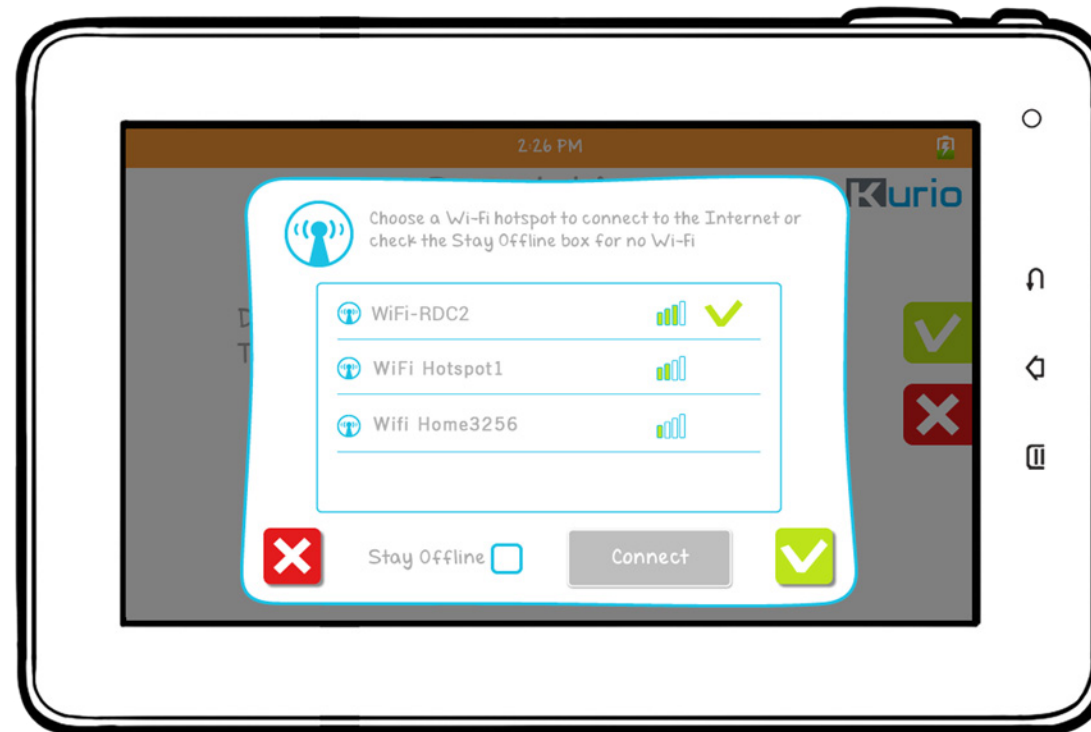 2:26 PM
Kurio
Choose a Wi-Fi hotspot to connect to the Internet or
check the Stay Offline box for no Wi-Fi
WiFi-RDC2
WiFi Hotspot1
Wifi Home3256
Stay Offline
Connect